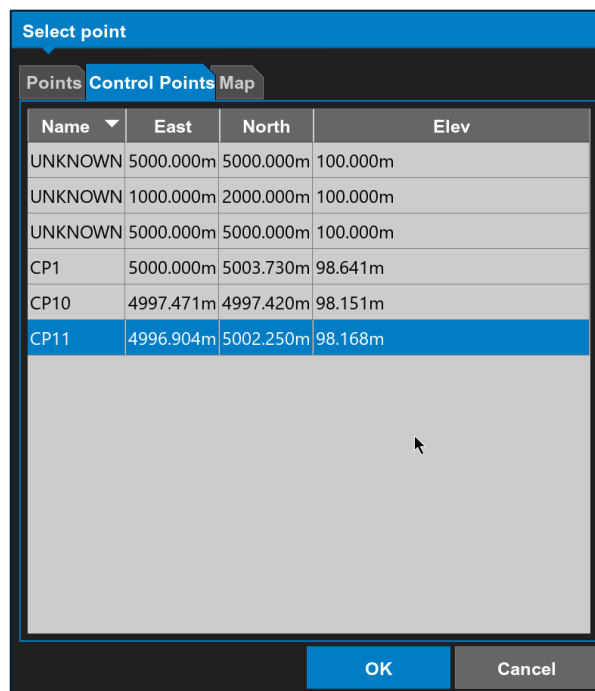 Select point
Points Control Points Map
Name East North Elev
UNKNOWN 5000.000m 5000.000m 100.000m
UNKNOWN 1000.000m 2000.000m 100.000m
UNKNOWN 5000.000m 5000.000m 100.000m
CP1 5000.000m 5003.730m 98.641m
CP10 4997.471m 4997.420m 98.151m
CP11 4996.904m 5002.250m 98.168m
OK Cancel